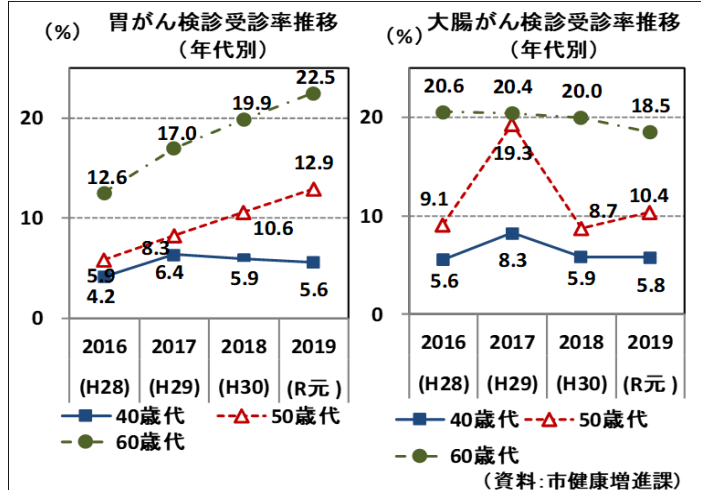 胃がん検診受診率推移
（年代別）
（%）
22.5
19.9
17.0
12.6
12.9
10.6
8.3
5.9
4.2
6.4
5.9
5.6
20
10
0
2016 2017 2018 2019
(H28) (H29) (H30) (R元)
40歳代 50歳代
60歳代
大腸がん検診受診率推移
（年代別）
（%）
20.6 20.4 20.0 18.5
19.3
9.1
8.7
10.4
5.6
8.3
5.9
5.8
20
10
0
2016 2017 2018 2019
(H28) (H29) (H30) (R元)
40歳代 50歳代
60歳代
（資料:市健康増進課）